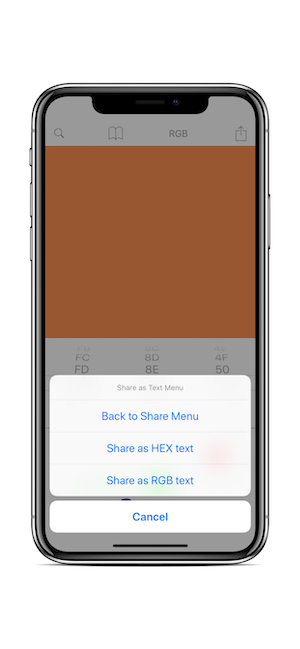 RGB
FC 8D 4F
FD 8E 50
Share as Text Menu
Back to Share Menu
Share as HEX text
Share as RGB text
Cancel